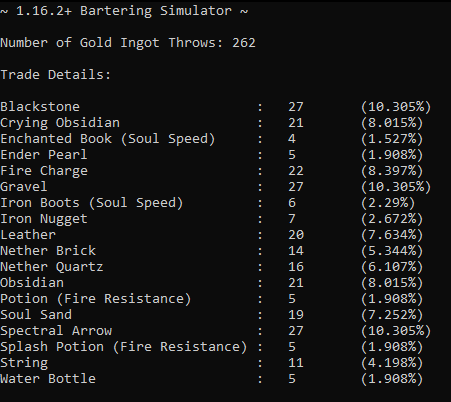 ~ 1.16.2+ Bartering Simulator ~
Number of Gold Ingot Throws: 262
Trade Details:
Blackstone : 27 (10.305%)
Crying Obsidian : 21 (8.015%)
Enchanted Book (Soul Speed) : 4 (1.527%)
Ender Pearl : 5 (1.908%)
Fire Charge : 22 (8.397%)
Gravel : 27 (10.305%)
Iron Boots (Soul Speed) : 6 (2.29%)
Iron Nugget : 7 (2.672%)
Leather : 20 (7.634%)
Nether Brick : 14 (5.344%)
Nether Quartz : 16 (6.107%)
Obsidian : 21 (8.015%)
Potion (Fire Resistance) : 5 (1.908%)
Soul Sand : 19 (7.252%)
Spectral Arrow : 27 (10.305%)
Splash Potion (Fire Resistance) : 5 (1.908%)
String : 11 (4.198%)
Water Bottle : 5 (1.908%)